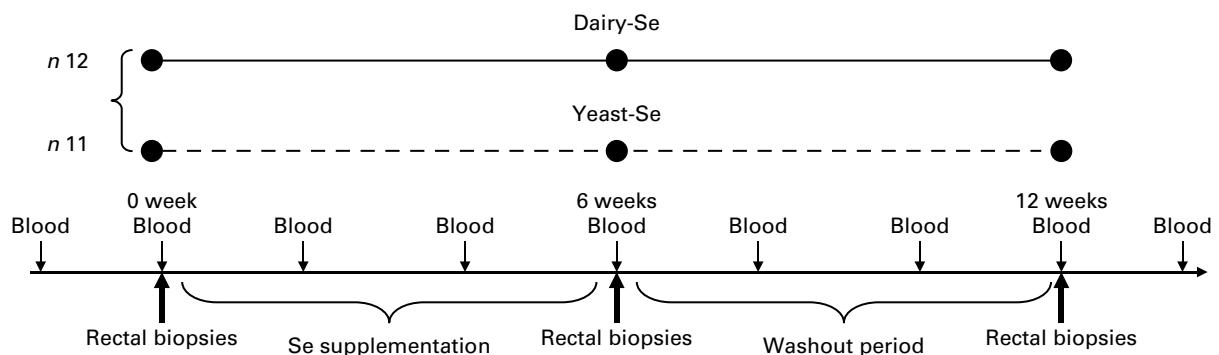 Dairy-Se
n 12
Yeast-Se
n 11
0 week 6 weeks 12 weeks
Blood Blood Blood Blood Blood Blood Blood Blood Blood
Rectal biopsies Se supplementation Rectal biopsies Washout period Rectal biopsies